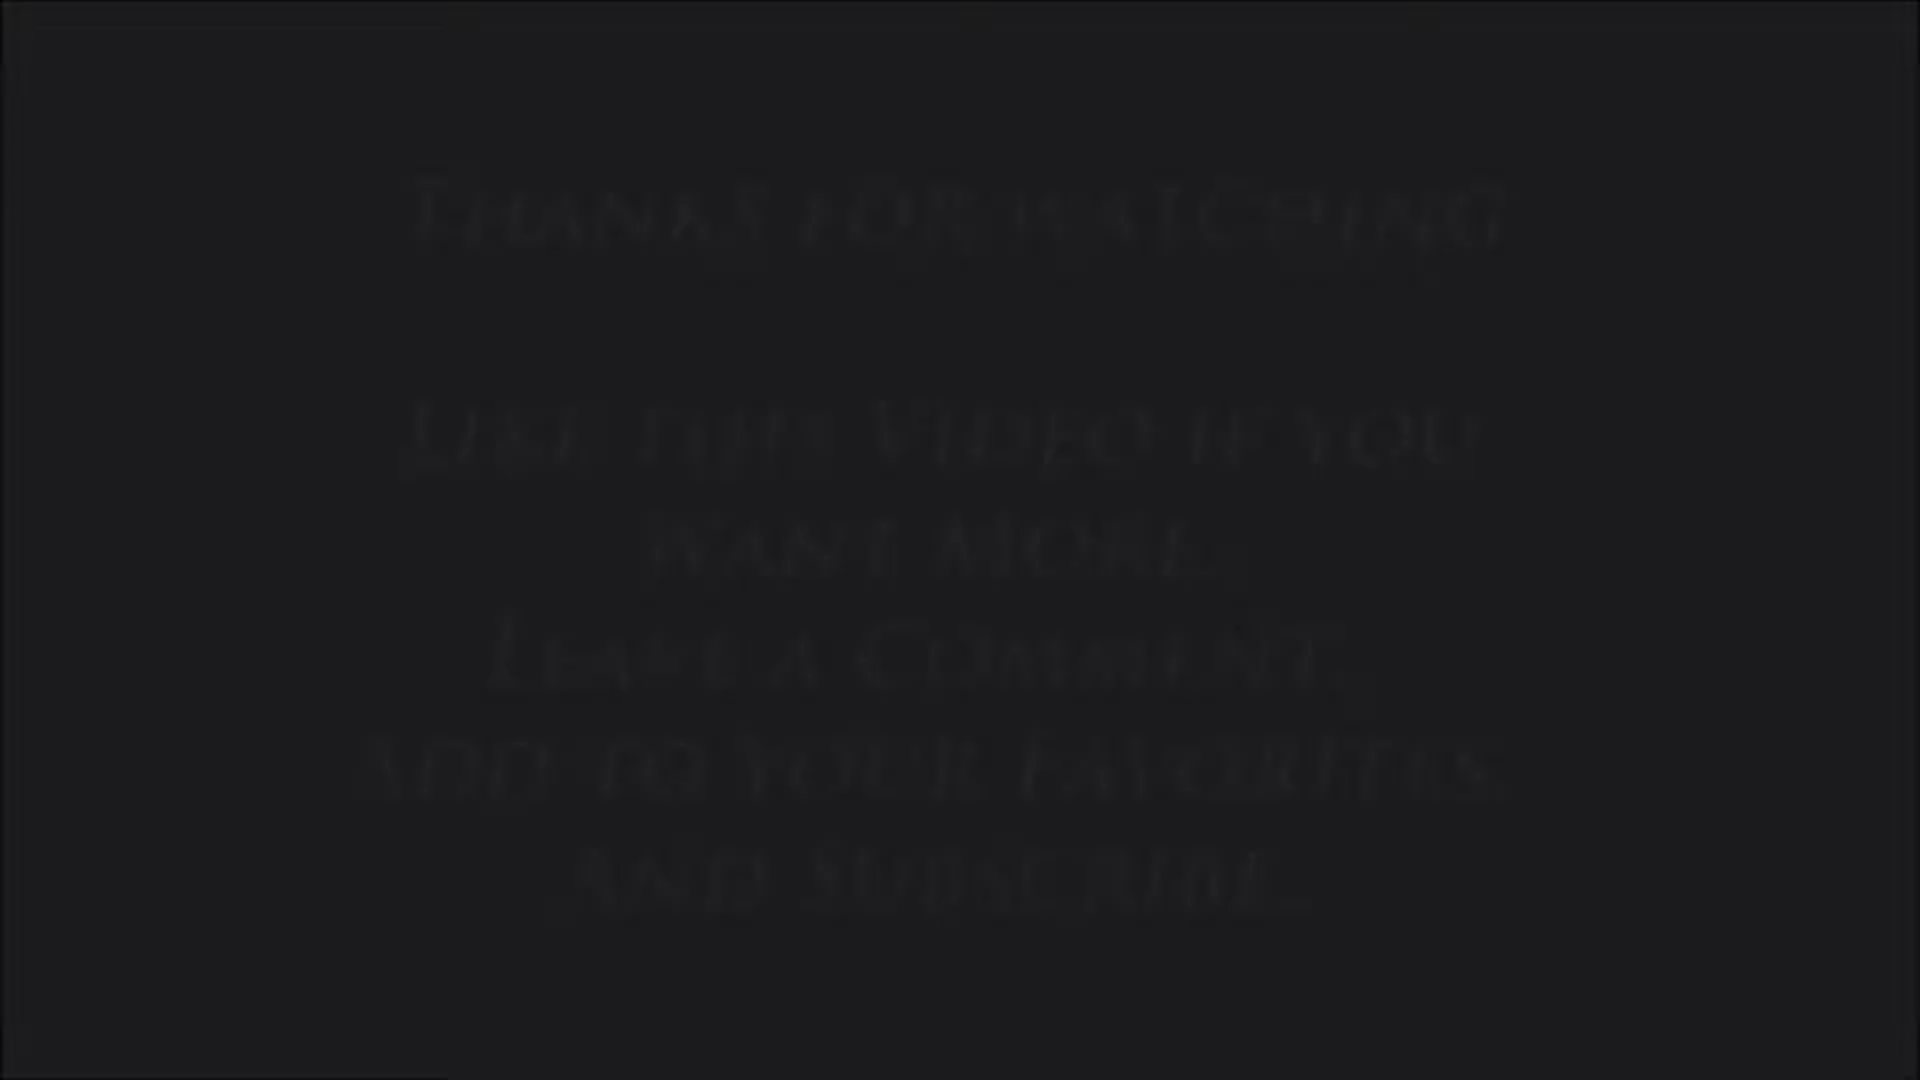 Thanks for watching
Like this Video if you
want more,
Leave a Comment,
add to your Favorites
and Subscribe.